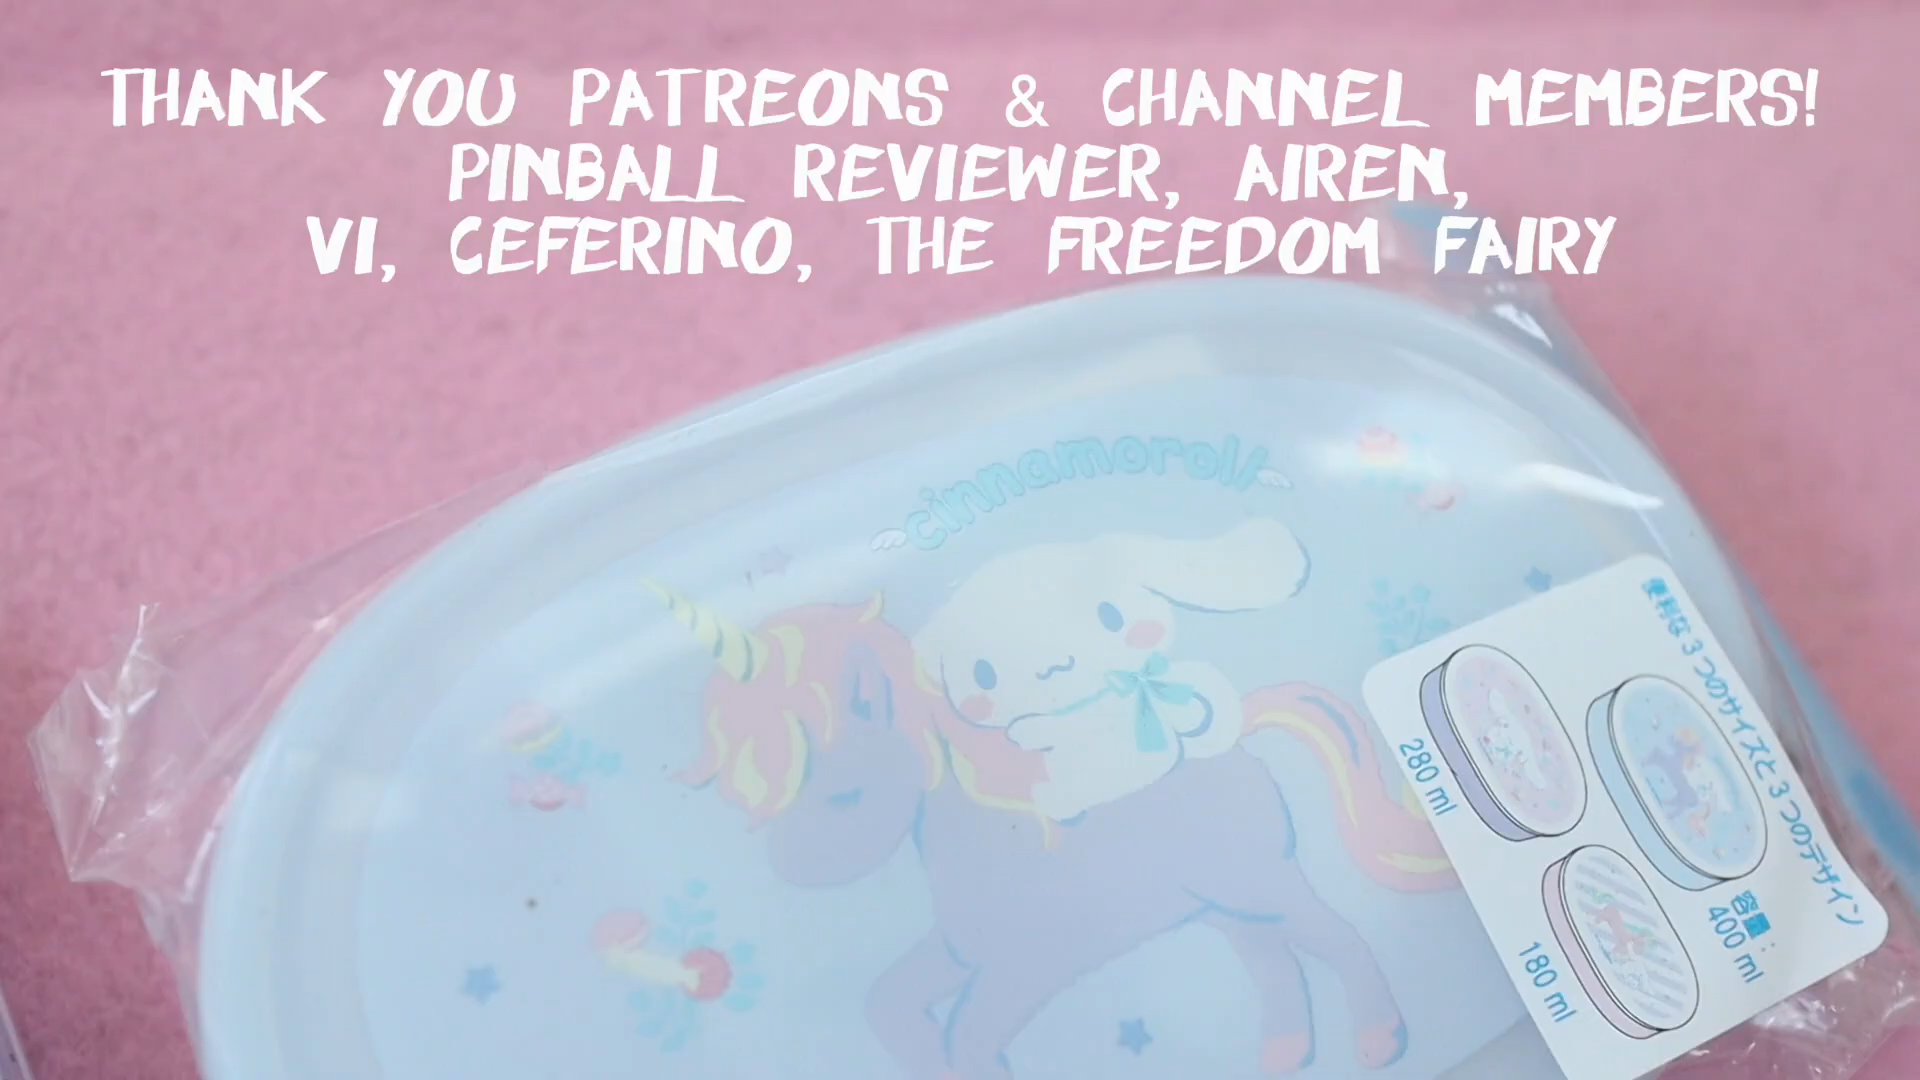 THANK YOU PATREONS & CHANNEL MEMBERS!
PINBALL REVIEWER, AIREN,
VI, CEFERINO, THE FREEDOM FAIRY
cinnamoroll
便利な3つのサイズと3つのデザイン
280 ml
容量:
400 ml
180 ml